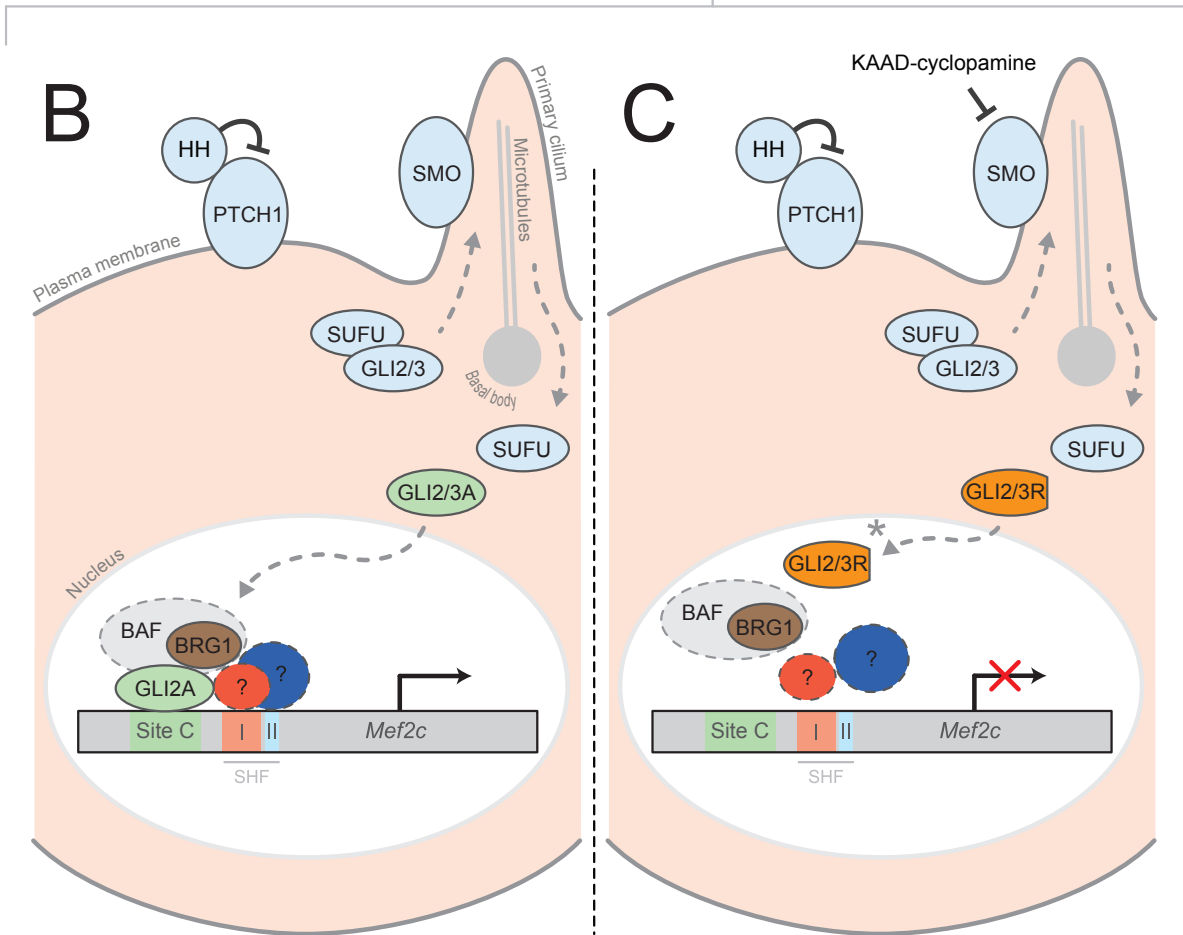 B
HH
PTCH1
SMO
Primary cilium
Microtubules
Plasma membrane
SUFU
GLI2/3
Basal body
SUFU
GLI2/3A
Nucleus
BAF
BRG1
?
?
GLI2A
Site C
I
II
Mef2c
SHF
C
KAAD-cyclopamine
HH
PTCH1
SMO
SUFU
GLI2/3
SUFU
GLI2/3R
*
GLI2/3R
BAF
BRG1
?
?
Site C
I
II
Mef2c
SHF